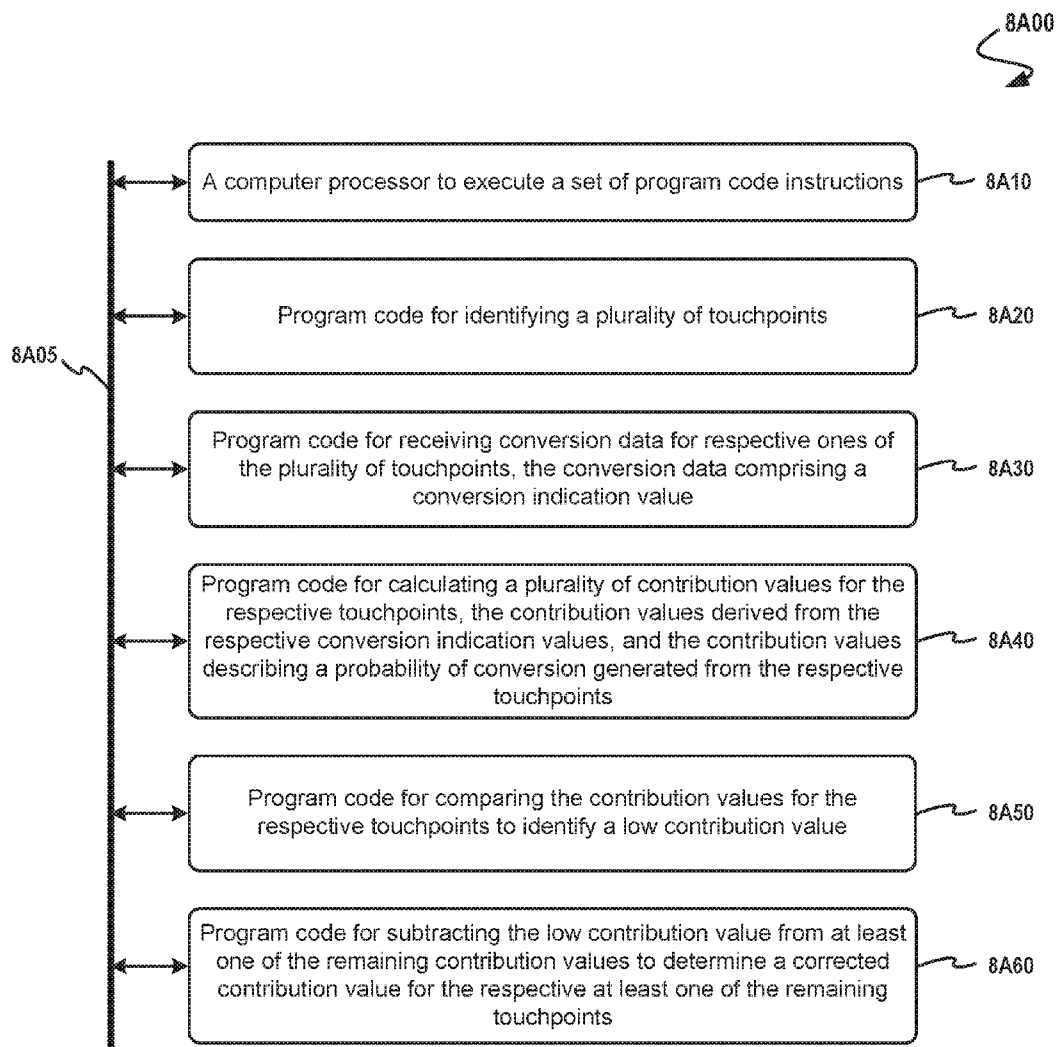 8A00
A computer processor to execute a set of program code instructions
8A10
Program code for identifying a plurality of touchpoints
8A20
8A05
Program code for receiving conversion data for respective ones of
the plurality of touchpoints, the conversion data comprising a
conversion indication value
8A30
Program code for calculating a plurality of contribution values for the
respective touchpoints, the contribution values derived from the
respective conversion indication values, and the contribution values
describing a probability of conversion generated from the respective
touchpoints
8A40
Program code for comparing the contribution values for the
respective touchpoints to identify a low contribution value
8A50
Program code for subtracting the low contribution value from at least
one of the remaining contribution values to determine a corrected
contribution value for the respective at least one of the remaining
touchpoints
8A60